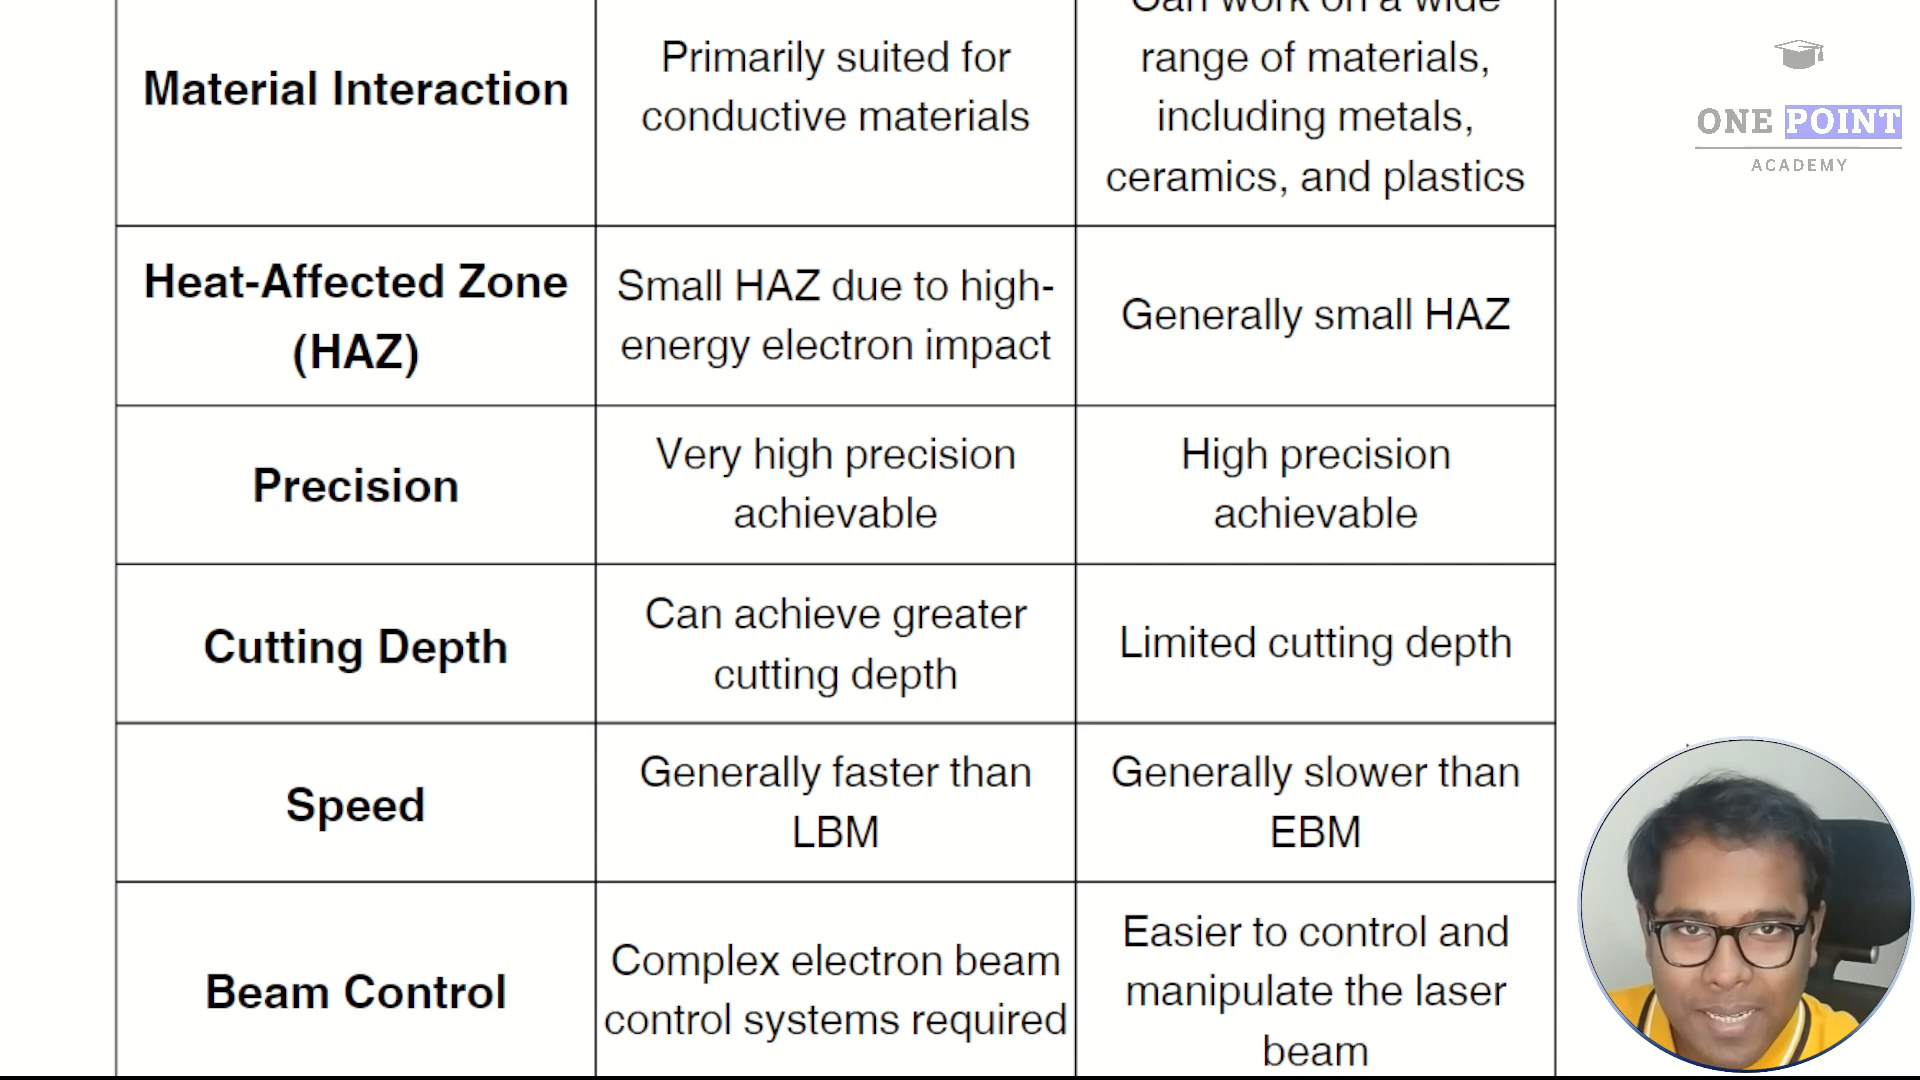 Can work on a wide
Material Interaction
Primarily suited for
conductive materials
range of materials,
including metals,
ceramics, and plastics
Heat-Affected Zone
(HAZ)
Small HAZ due to high-
energy electron impact
Generally small HAZ
Precision
Very high precision
achievable
High precision
achievable
Cutting Depth
Can achieve greater
cutting depth
Limited cutting depth
Speed
Generally faster than
LBM
Generally slower than
EBM
Beam Control
Complex electron beam
control systems required
Easier to control and
manipulate the laser
beam
ONE POINT
ACADEMY